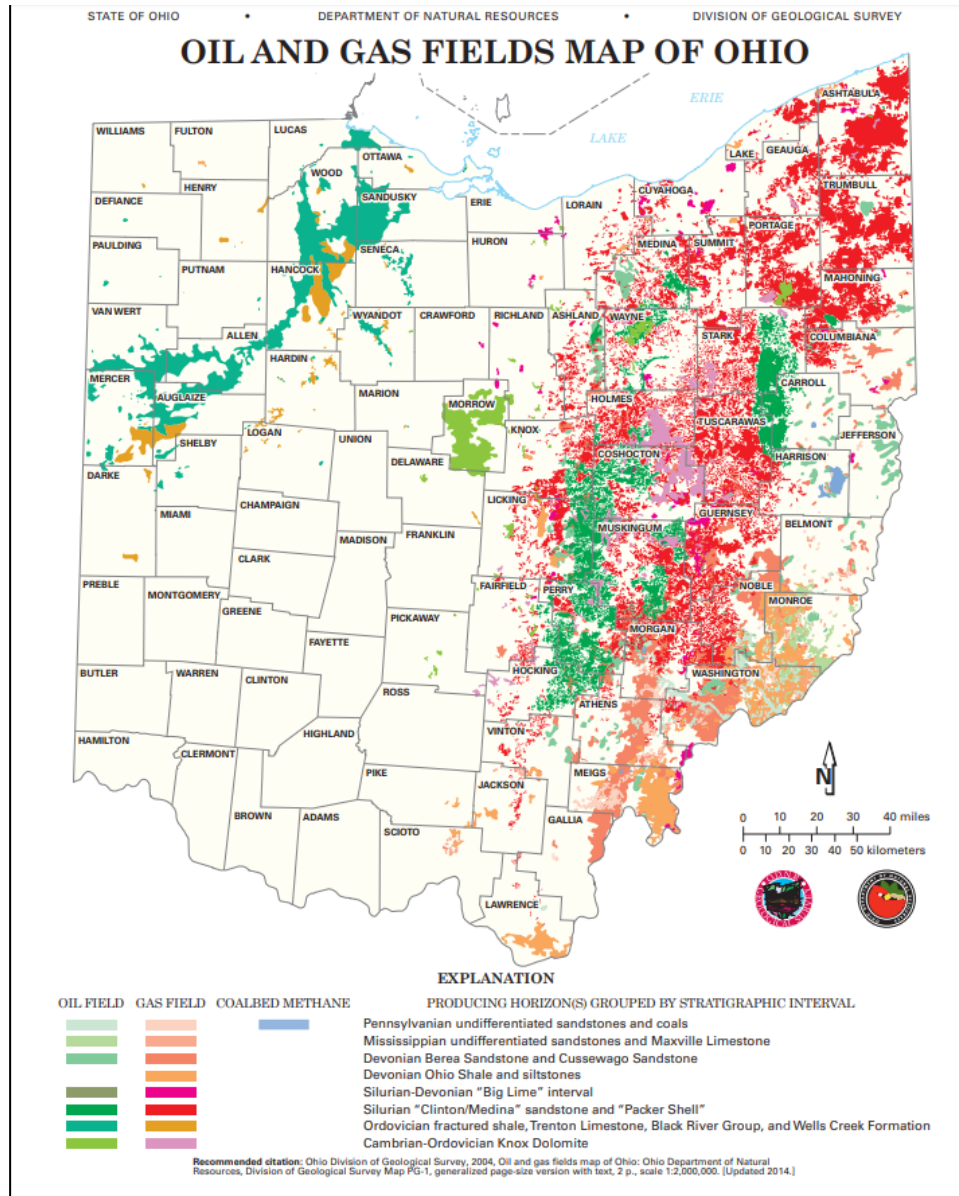 STATE OF OHIO • DEPARTMENT OF NATURAL RESOURCES • DIVISION OF GEOLOGICAL SURVEY
OIL AND GAS FIELDS MAP OF OHIO
ERIE
LAKE
ASHTABULA
WILLIAMS
FULTON
LUCAS
OTTAWA
LAKE
GEAUGA
WOOD
HENRY
SANDUSKY
ERIE
LORAIN
CUYAHOGA
TRUMBULL
DEFIANCE
PORTAGE
PAULDING
SENECA
HURON
MEDINA
SUMMIT
PUTNAM
HANCOCK
MAHONING
VAN WERT
WYANDOT
CRAWFORD
RICHLAND
ASHLAND
WAYNE
ALLEN
STARK
COLUMBIANA
HARDIN
MERCER
MARION
CARROLL
AUGLAIZE
MORROW
HOLMES
TUSCARAWAS
KNOX
LOGAN
UNION
SHELBY
JEFFERSON
COSHOCTON
HARRISON
DELAWARE
DARKE
LICKING
CHAMPAIGN
MIAMI
GUERNSEY
BELMONT
MUSKINGUM
FRANKLIN
MADISON
CLARK
PREBLE
FAIRFIELD
PERRY
NOBLE
MONTGOMERY
MONROE
GREENE
PICKAWAY
MORGAN
FAYETTE
BUTLER
WARREN
CLINTON
HOCKING
WASHINGTON
ROSS
ATHENS
HIGHLAND
VINTON
HAMILTON
CLERMONT
PIKE
MEIGS
JACKSON
N
BROWN
ADAMS
GALLIA
SCIOTO
0 10 20 30 40 miles
0 10 20 30 40 50 kilometers
LAWRENCE
EXPLANATION
OIL FIELD GAS FIELD COALBED METHANE PRODUCING HORIZON(S) GROUPED BY STRATIGRAPHIC INTERVAL
Pennsylvanian undifferentiated sandstones and coals
Mississippian undifferentiated sandstones and Maxville Limestone
Devonian Berea Sandstone and Cussewago Sandstone
Devonian Ohio Shale and siltstones
Silurian-Devonian “Big Lime” interval
Silurian “Clinton/Medina” sandstone and “Packer Shell”
Ordovician fractured shale, Trenton Limestone, Black River Group, and Wells Creek Formation
Cambrian-Ordovician Knox Dolomite
Recommended citation: Ohio Division of Geological Survey, 2004, Oil and gas fields map of Ohio: Ohio Department of Natural
Resources, Division of Geological Survey Map PG-1, generalized page-size version with text, 2 p., scale 1:2,000,000. [Updated 2014.]